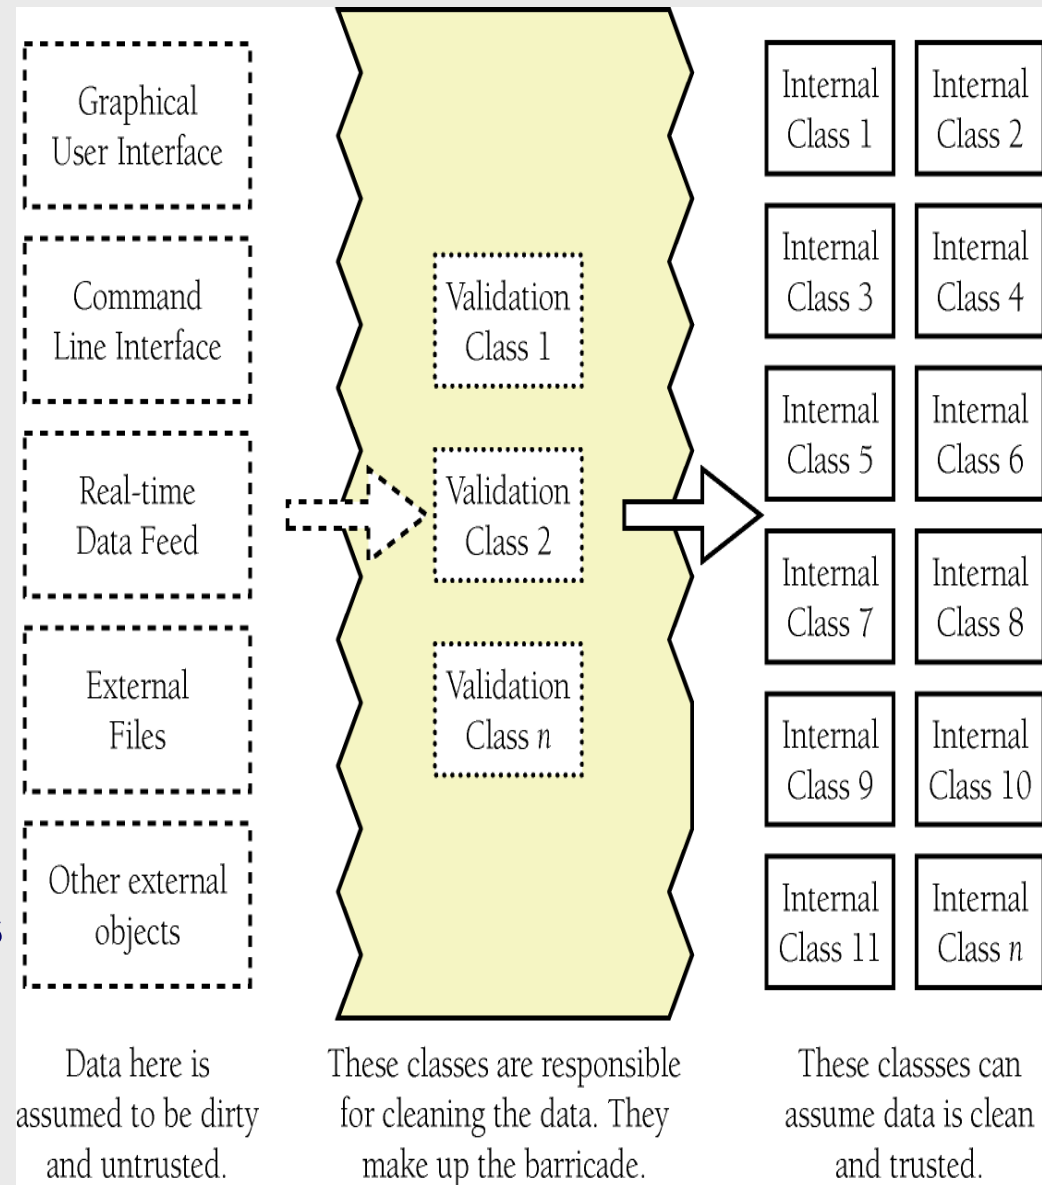 Graphical
User Interface
Command
Line Interface
Real-time
Data Feed
External
Files
Other external
objects
s
Data here is
assumed to be dirty
and untrusted.
Validation
Class 1
Validation
Class 2
Validation
Class n
These classes are responsible
for cleaning the data. They
make up the barricade.
Internal
Class 1
Internal
Class 2
Internal
Class 3
Internal
Class 4
Internal
Class 5
Internal
Class 6
Internal
Class 7
Internal
Class 8
Internal
Class 9
Internal
Class 10
Internal
Class 11
Internal
Class n
These classses can
assume data is clean
and trusted.